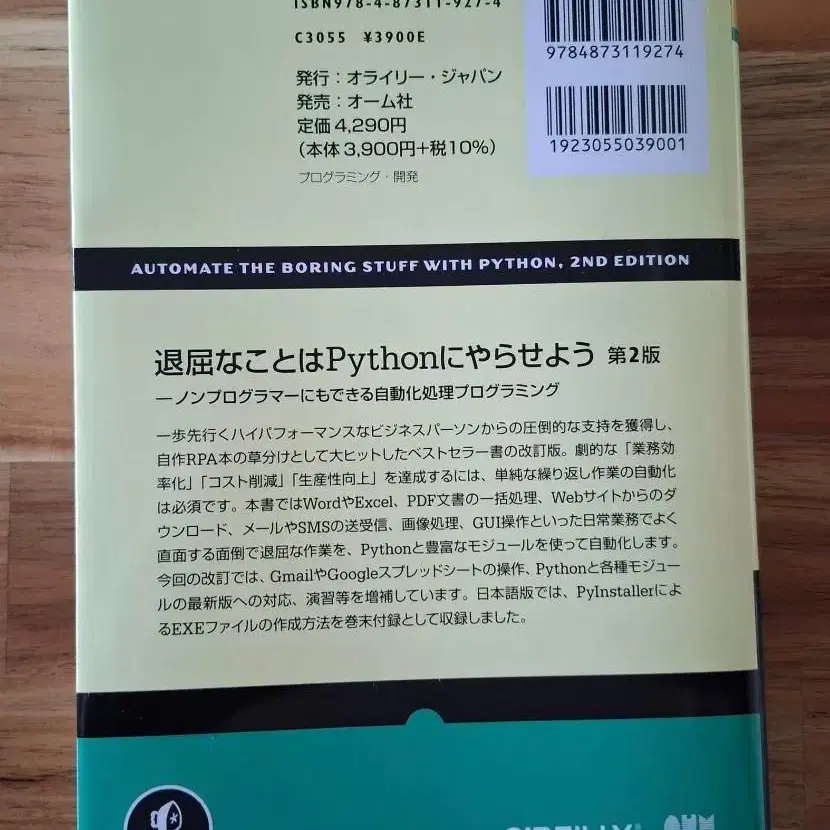 ISBN978-4-87311-927-4
C3055 ¥3900E
発行：オライリー・ジャパン
発売：オーム社
定価4,290円
（本体3,900円+税10%）
プログラミング・開発
9784873119274
1923055039001
AUTOMATE THE BORING STUFF WITH PYTHON, 2ND EDITION
退屈なことはPythonにやらせよう 第2版
―ノンプログラマーにもできる自動化処理プログラミング
一歩先行くハイパフォーマンスなビジネスパーソンからの圧倒的な支持を獲得し、
自作RPA本の草分けとして大ヒットしたベストセラー書の改訂版。劇的な「業務効
率化」「コスト削減」「生産性向上」を達成するには、単純な繰り返し作業の自動化
は必須です。本書ではWordやExcel、PDF文書の一括処理、Webサイトからのダ
ウンロード、メールやSMSの送受信、画像処理、GUI操作といった日常業務でよく
直面する面倒で退屈な作業を、Pythonと豊富なモジュールを使って自動化します。
今回の改訂では、GmailやGoogleスプレッドシートの操作、Pythonと各種モジュー
ルの最新版への対応、演習等を増補しています。日本語版では、PyInstallerによ
るEXEファイルの作成方法を巻末付録として収録しました。
O'REILLY®
OHM